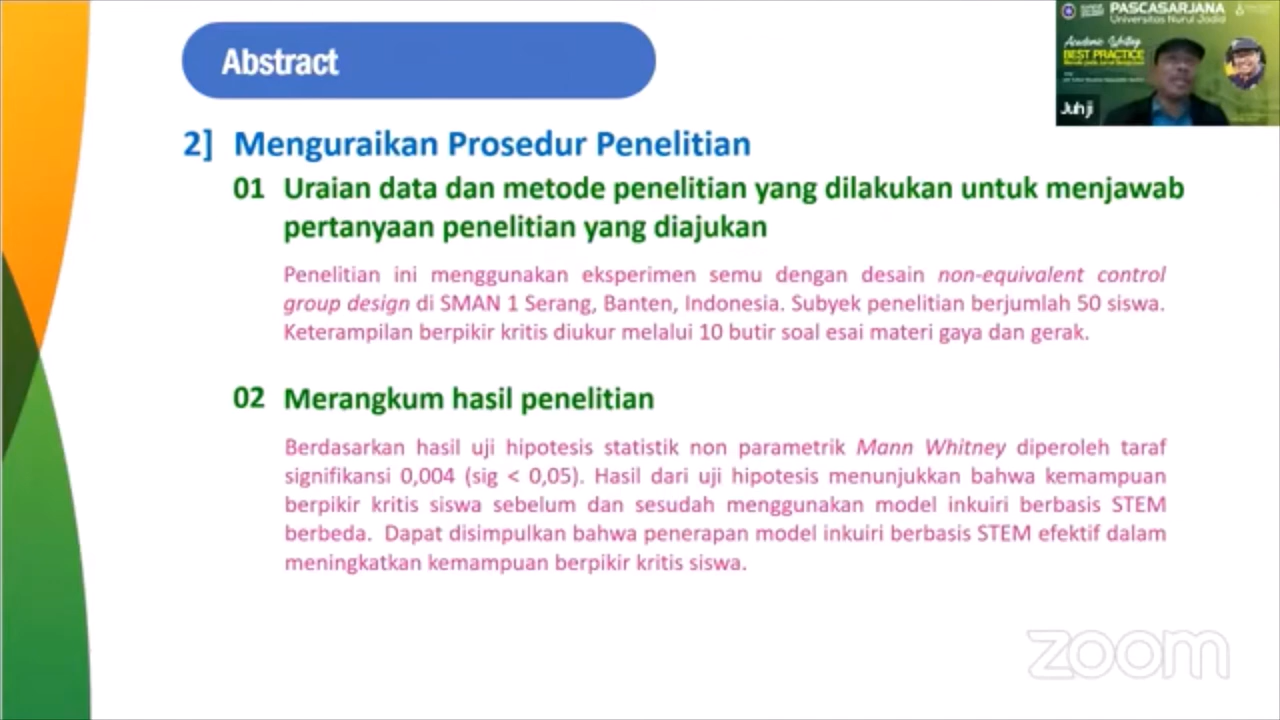 Abstract
PASCASARJANA
Universitas Nurul Jadid
Academic Writing
BEST PRACTICE
Juhji
2] Menguraikan Prosedur Penelitian
01 Uraian data dan metode penelitian yang dilakukan untuk menjawab
pertanyaan penelitian yang diajukan
Penelitian ini menggunakan eksperimen semu dengan desain non-equivalent control
group design di SMAN 1 Serang, Banten, Indonesia. Subyek penelitian berjumlah 50 siswa.
Keterampilan berpikir kritis diukur melalui 10 butir soal esai materi gaya dan gerak.
02 Merangkum hasil penelitian
Berdasarkan hasil uji hipotesis statistik non parametrik Mann Whitney diperoleh taraf
signifikansi 0,004 (sig < 0,05). Hasil dari uji hipotesis menunjukkan bahwa kemampuan
berpikir kritis siswa sebelum dan sesudah menggunakan model inkuiri berbasis STEM
berbeda. Dapat disimpulkan bahwa penerapan model inkuiri berbasis STEM efektif dalam
meningkatkan kemampuan berpikir kritis siswa.
zoom